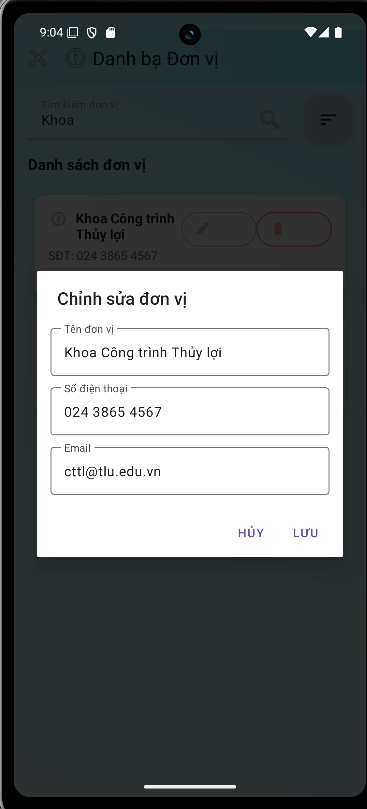 9:04
Danh bạ Đơn vị
Tìm kiếm đơn vị
Khoa
Danh sách đơn vị
Khoa Công trình
Thủy lợi
SĐT: 024 3865 4567
Chỉnh sửa đơn vị
Tên đơn vị
Khoa Công trình Thủy lợi
Số điện thoại
024 3865 4567
Email
cttl@tlu.edu.vn
HỦY LƯU